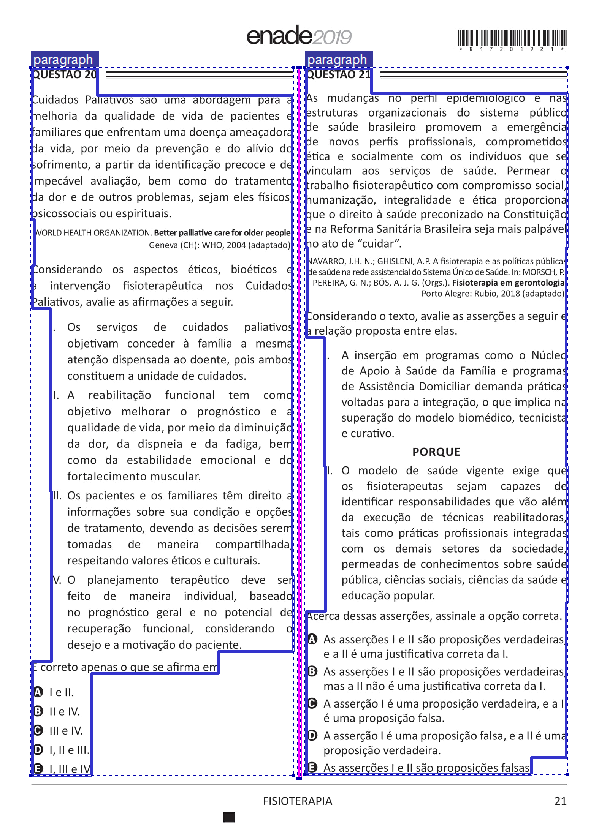 enade2019
paragraph
QUESTÃO 20
Cuidados Paliativos são uma abordagem para a
melhoria da qualidade de vida de pacientes e
familiares que enfrentam uma doença ameaçadora
da vida, por meio da prevenção e do alívio do
sofrimento, a partir da identificação precoce e de
impecável avaliação, bem como do tratamento
da dor e de outros problemas, sejam eles físicos,
psicossociais ou espirituais.
WORLD HEALTH ORGANIZATION. Better palliative care for older people.
Geneva (CH): WHO, 2004 (adaptado).
Considerando os aspectos éticos, bioéticos e
a intervenção fisioterapêutica nos Cuidados
Paliativos, avalie as afirmações a seguir.
I. Os serviços de cuidados paliativos
objetivam conceder à família a mesma
atenção dispensada ao doente, pois ambos
constituem a unidade de cuidados.
II. A reabilitação funcional tem como
objetivo melhorar o prognóstico e a
qualidade de vida, por meio da diminuição
da dor, da dispneia e da fadiga, bem
como da estabilidade emocional e do
fortalecimento muscular.
III. Os pacientes e os familiares têm direito a
informações sobre sua condição e opções
de tratamento, devendo as decisões serem
tomadas de maneira compartilhada,
respeitando valores éticos e culturais.
IV. O planejamento terapêutico deve ser
feito de maneira individual, baseado
no prognóstico geral e no potencial de
recuperação funcional, considerando o
desejo e a motivação do paciente.
É correto apenas o que se afirma em
A I e II.
B II e IV.
C III e IV.
D I, II e III.
E I, III e IV.
paragraph
QUESTÃO 21
As mudanças no perfil epidemiológico e nas
estruturas organizacionais do sistema público
de saúde brasileiro promovem a emergência
de novos perfis profissionais, comprometidos
ética e socialmente com os indivíduos que se
vinculam aos serviços de saúde. Permear o
trabalho fisioterapêutico com compromisso social,
humanização, integralidade e ética proporciona
que o direito à saúde preconizado na Constituição
e na Reforma Sanitária Brasileira seja mais palpável
no ato de “cuidar”.
NAVARRO, J.H. N.; GHISLENI, A.P. A fisioterapia e as políticas públicas
de saúde na rede assistencial do Sistema Único de Saúde. In: MORSCH, P.;
PEREIRA, G. N.; BÓS, A. J. G. (Orgs.). Fisioterapia em gerontologia.
Porto Alegre: Rubio, 2018 (adaptado).
Considerando o texto, avalie as asserções a seguir e
a relação proposta entre elas.
I. A inserção em programas como o Núcleo
de Apoio à Saúde da Família e programas
de Assistência Domiciliar demanda práticas
voltadas para a integração, o que implica na
superação do modelo biomédico, tecnicista
e curativo.
PORQUE
II. O modelo de saúde vigente exige que
os fisioterapeutas sejam capazes de
identificar responsabilidades que vão além
da execução de técnicas reabilitadoras,
tais como práticas profissionais integradas
com os demais setores da sociedade,
permeadas de conhecimentos sobre saúde
pública, ciências sociais, ciências da saúde e
educação popular.
Acerca dessas asserções, assinale a opção correta.
A As asserções I e II são proposições verdadeiras,
e a II é uma justificativa correta da I.
B As asserções I e II são proposições verdadeiras,
mas a II não é uma justificativa correta da I.
C A asserção I é uma proposição verdadeira, e a II
é uma proposição falsa.
D A asserção I é uma proposição falsa, e a II é uma
proposição verdadeira.
E As asserções I e II são proposições falsas.
FISIOTERAPIA 21